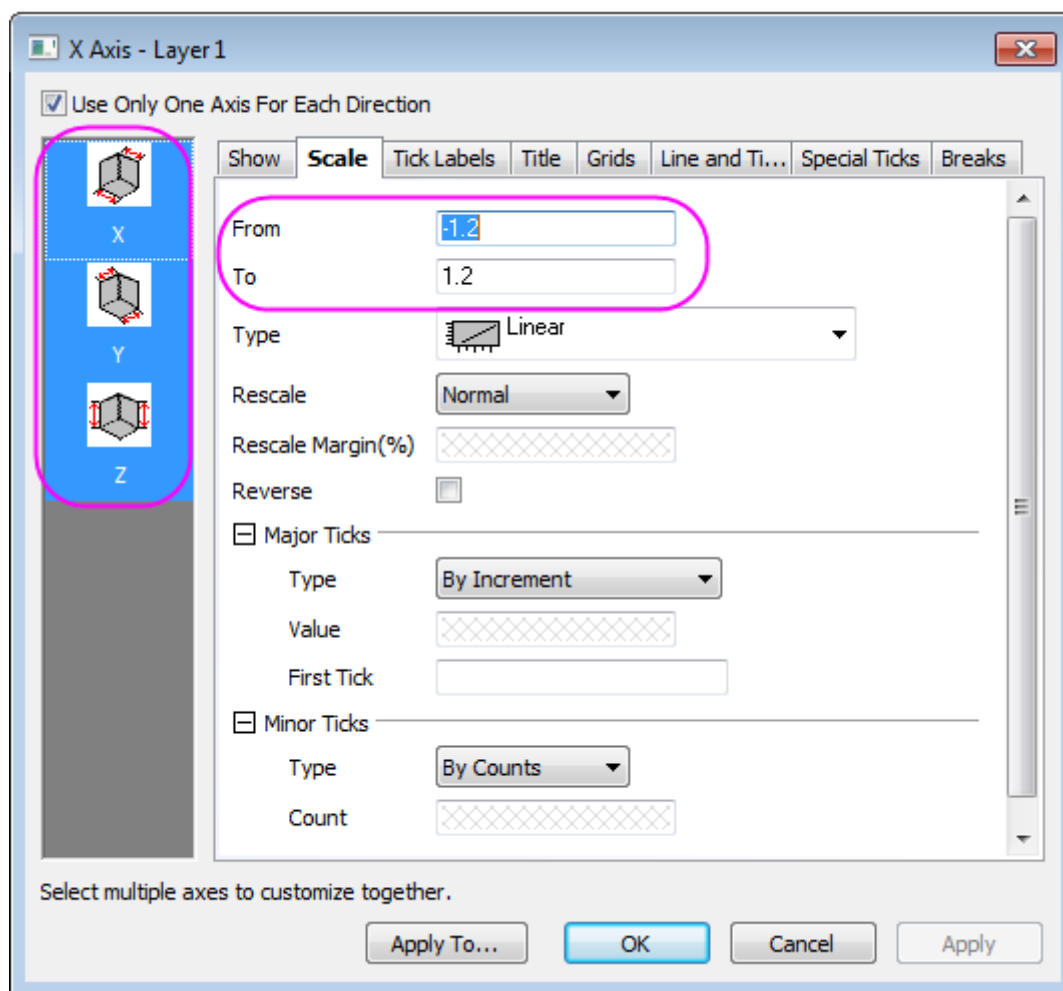 X Axis - Layer 1
Use Only One Axis For Each Direction
X
Y
Z
Show Scale Tick Labels Title Grids Line and Ti... Special Ticks Breaks
From -1.2
To 1.2
Type Linear
Rescale Normal
Rescale Margin(%)
Reverse
Major Ticks
Type By Increment
Value
First Tick
Minor Ticks
Type By Counts
Count
Select multiple axes to customize together.
Apply To... OK Cancel Apply